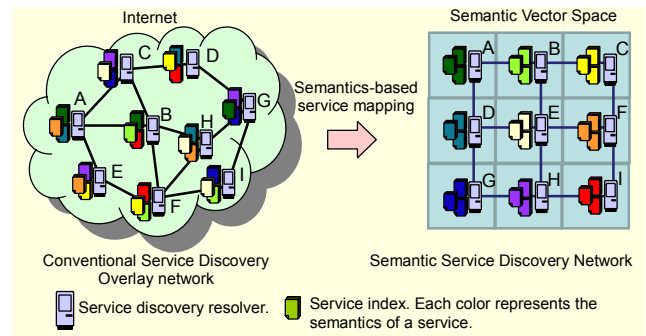 Internet
Semantic Vector Space
C
D
A
B
H
G
E
F
I
Semantics-based
service mapping
A
B
C
D
E
F
G
H
I
Conventional Service Discovery
Overlay network
Semantic Service Discovery Network
Service discovery resolver.
Service index. Each color represents the
semantics of a service.